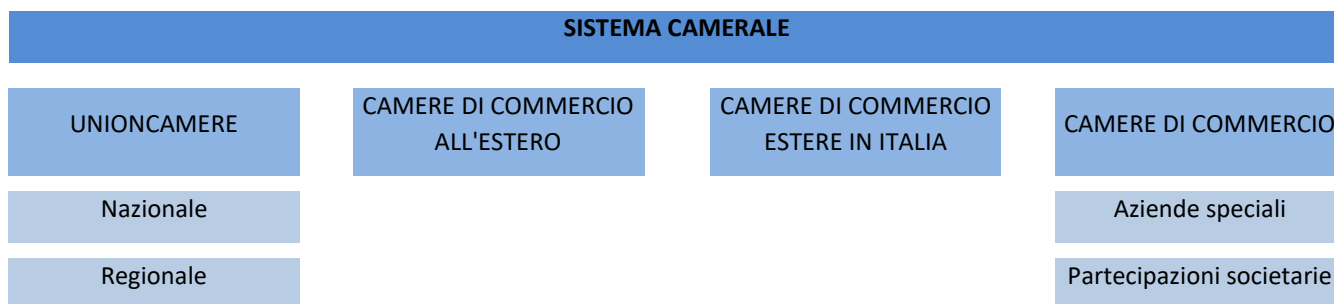 SISTEMA CAMERALE
UNIONCAMERE
CAMERE DI COMMERCIO
ALL'ESTERO
CAMERE DI COMMERCIO
ESTERE IN ITALIA
CAMERE DI COMMERCIO
Nazionale
Aziende speciali
Regionale
Partecipazioni societarie